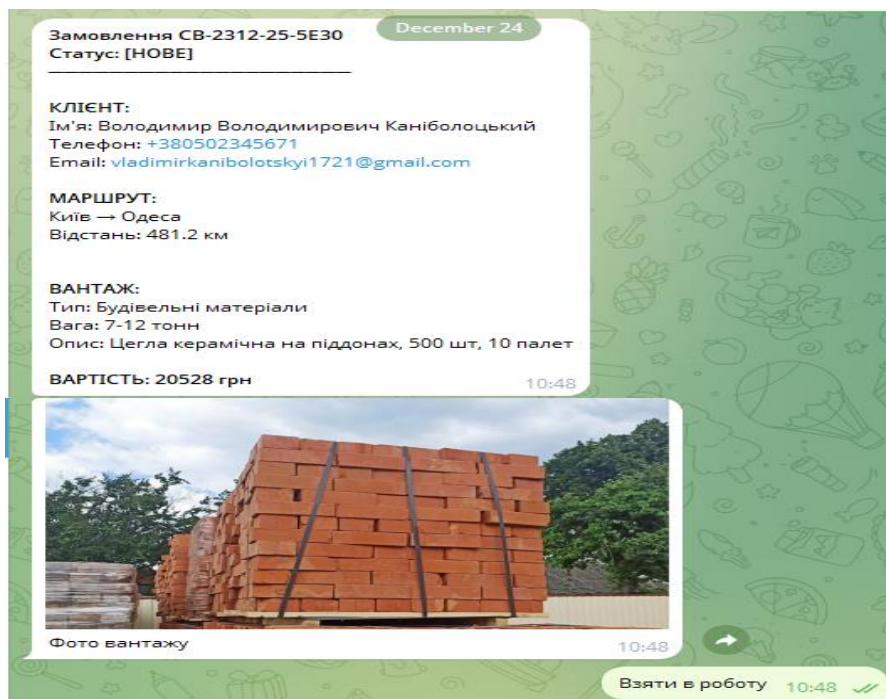 December 24
Замовлення СВ-2312-25-5E30
Статус: [НОВЕ]
КЛІЄНТ:
Ім'я: Володимир Володимирович Каніболоцький
Телефон: +380502345671
Email: vladimirkanibolotskyi1721@gmail.com
МАРШРУТ:
Київ → Одеса
Відстань: 481.2 км
ВАНТАЖ:
Тип: Будівельні матеріали
Вага: 7-12 тонн
Опис: Цегла керамічна на піддонах, 500 шт, 10 палет
ВАРТІСТЬ: 20528 грн
10:48
Фото вантажу 10:48
Взяти в роботу 10:48